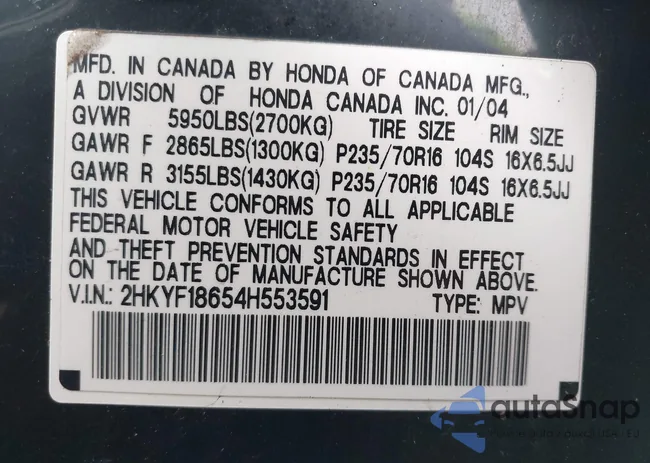 MFD. IN CANADA BY HONDA OF CANADA MFG.,
A DIVISION OF HONDA CANADA INC. 01/04
GVWR 5950LBS(2700KG) TIRE SIZE RIM SIZE
GAWR F 2865LBS(1300KG) P235/70R16 104S 16X6.5JJ
GAWR R 3155LBS(1430KG) P235/70R16 104S 16X6.5JJ
THIS VEHICLE CONFORMS TO ALL APPLICABLE
FEDERAL MOTOR VEHICLE SAFETY
AND THEFT PREVENTION STANDARDS IN EFFECT
ON THE DATE OF MANUFACTURE SHOWN ABOVE.
V.I.N.: 2HKYF18654H553591 TYPE: MPV
autoSnap